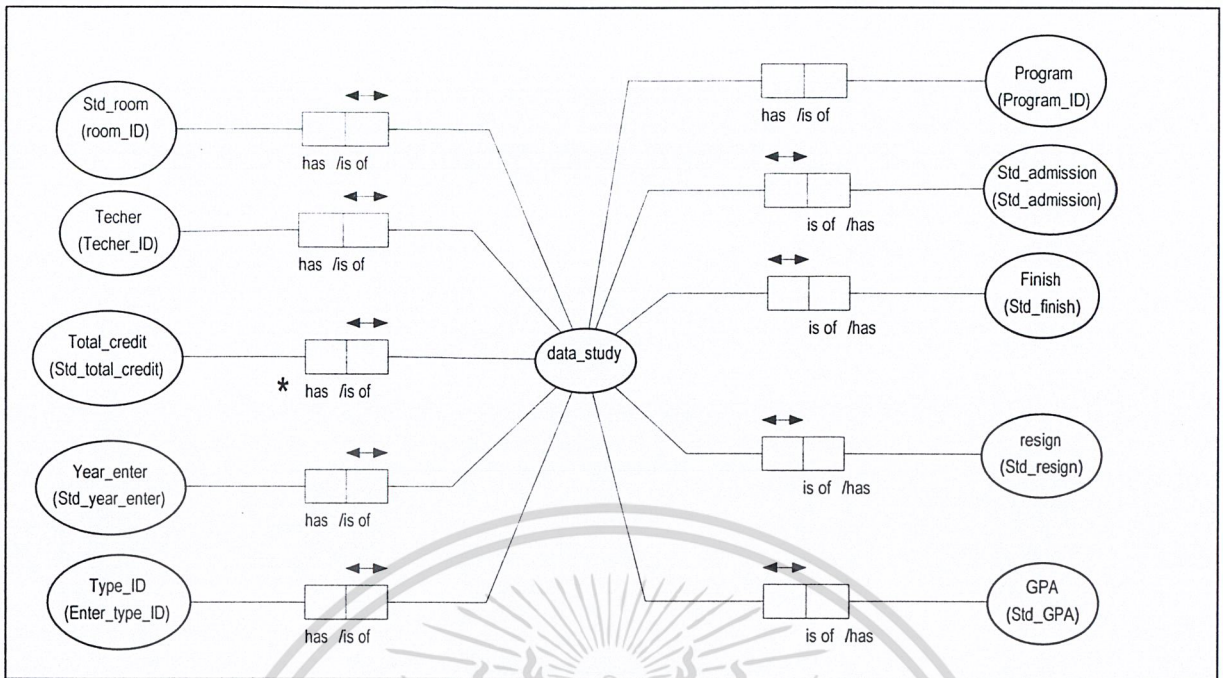 Std_room
(room_ID)
has /is of
Techer
(Techer_ID)
has /is of
Total_credit
(Std_total_credit)
* has /is of
Year_enter
(Std_year_enter)
has /is of
Type_ID
(Enter_type_ID)
has /is of
data_study
Program
(Program_ID)
has /is of
Std_admission
(Std_admission)
is of /has
Finish
(Std_finish)
is of /has
resign
(Std_resign)
is of /has
GPA
(Std_GPA)
is of /has